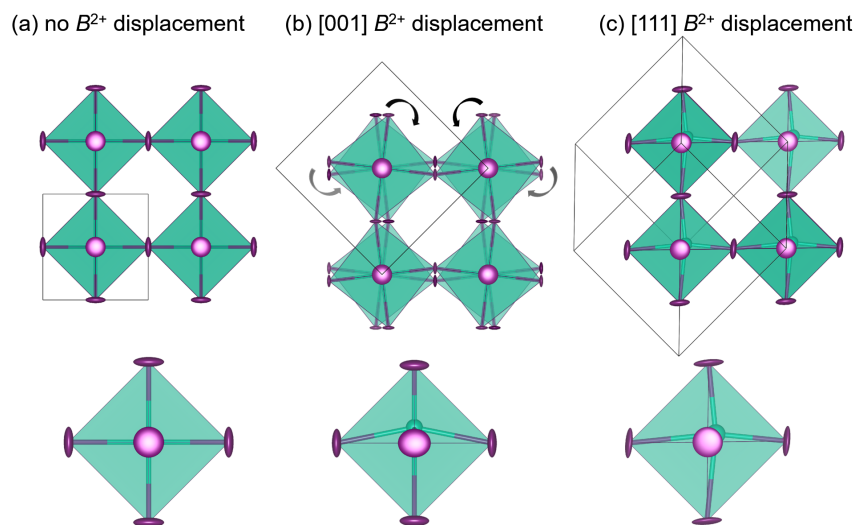 (a) no B²⁺ displacement
(b) [001] B²⁺ displacement
(c) [111] B²⁺ displacement